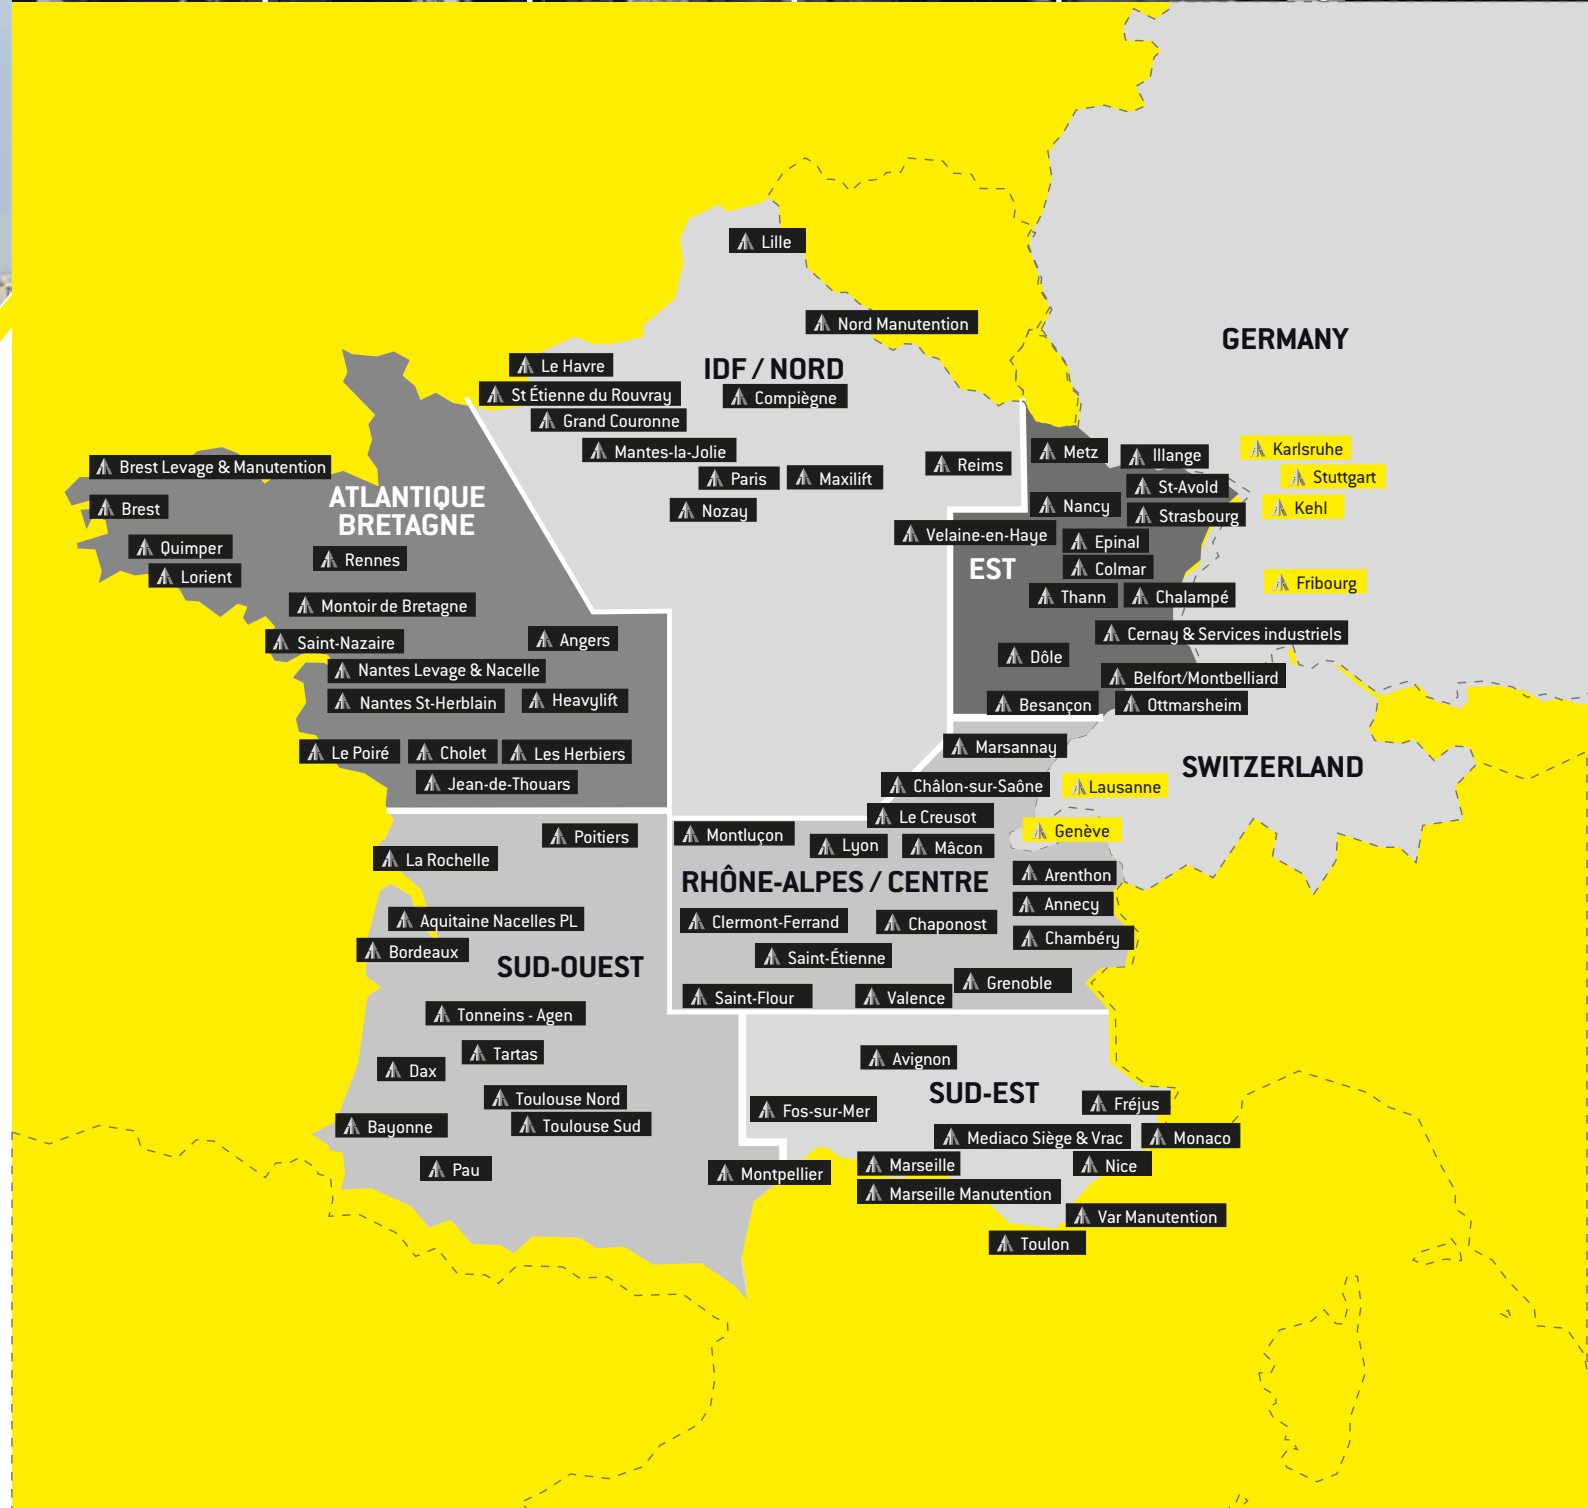 Lille
Nord Manutention
GERMANY
Le Havre
IDF / NORD
St Étienne du Rouvray
Compiègne
Grand Couronne
Mantes-la-Jolie
Paris
Maxilift
Reims
Nozay
Metz
Illange
Karlsruhe
St-Avold
Stuttgart
Nancy
Strasbourg
Kehl
Velaine-en-Haye
Epinal
EST
Colmar
Fribourg
Thann
Chalampé
Cernay & Services industriels
Dôle
Belfort/Montbelliard
Besançon
Ottmarsheim
Brest Levage & Manutention
ATLANTIQUE
BRETAGNE
Brest
Quimper
Rennes
Lorient
Montoir de Bretagne
Saint-Nazaire
Angers
Nantes Levage & Nacelle
Nantes St-Herblain
Heavylift
Le Poiré
Cholet
Les Herbiers
Jean-de-Thouars
Marsannay
SWITZERLAND
Châlon-sur-Saône
Lausanne
Le Creusot
Genève
Montluçon
Lyon
Mâcon
RHÔNE-ALPES / CENTRE
Arenthon
Annecy
Clermont-Ferrand
Chaponost
Chambéry
Saint-Étienne
Grenoble
Saint-Flour
Valence
Poitiers
La Rochelle
Aquitaine Nacelles PL
Bordeaux
SUD-OUEST
Tonneins - Agen
Tartas
Dax
Toulouse Nord
Bayonne
Toulouse Sud
Pau
Montpellier
Avignon
SUD-EST
Fos-sur-Mer
Fréjus
Mediaco Siège & Vrac
Monaco
Marseille
Nice
Marseille Manutention
Var Manutention
Toulon